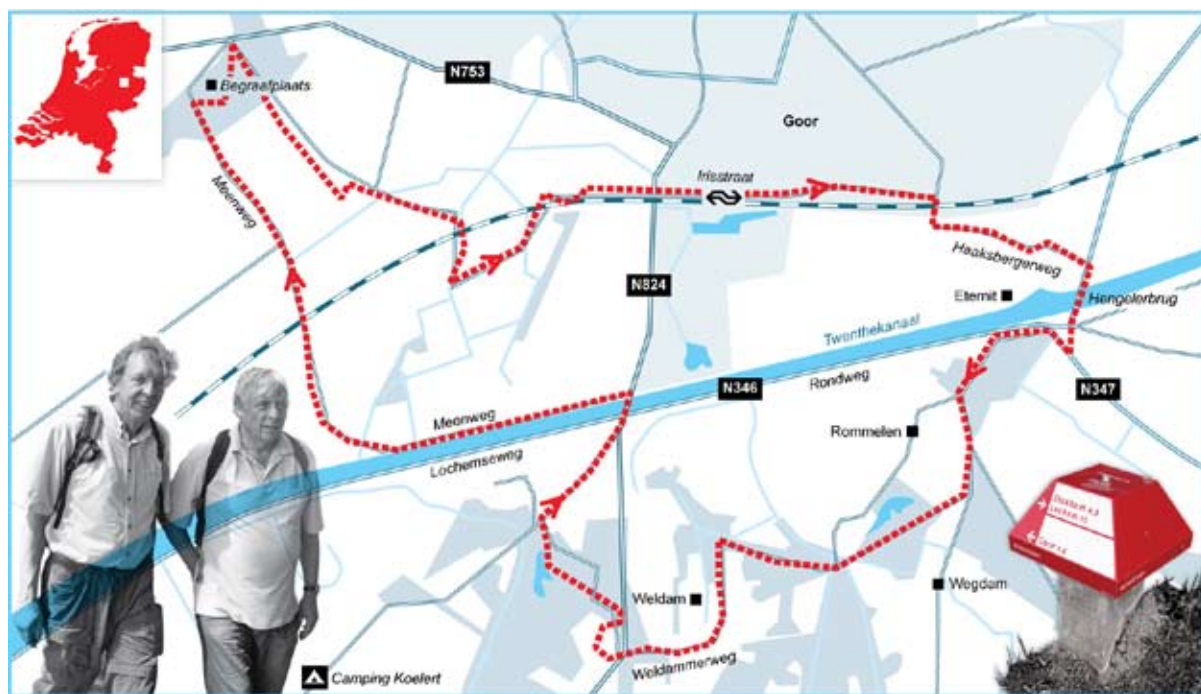 N753
Begraafplaats
Goor
Irisstraat
Meenweg
Haaksbergerweg
N824
Eternit
Hengelerbrug
Twenthekanaal
N346
Rondweg
N347
Meenweg
Rommelen
Lochemseweg
Weldam
Wegdam
Weldammerweg
Camping Koelert